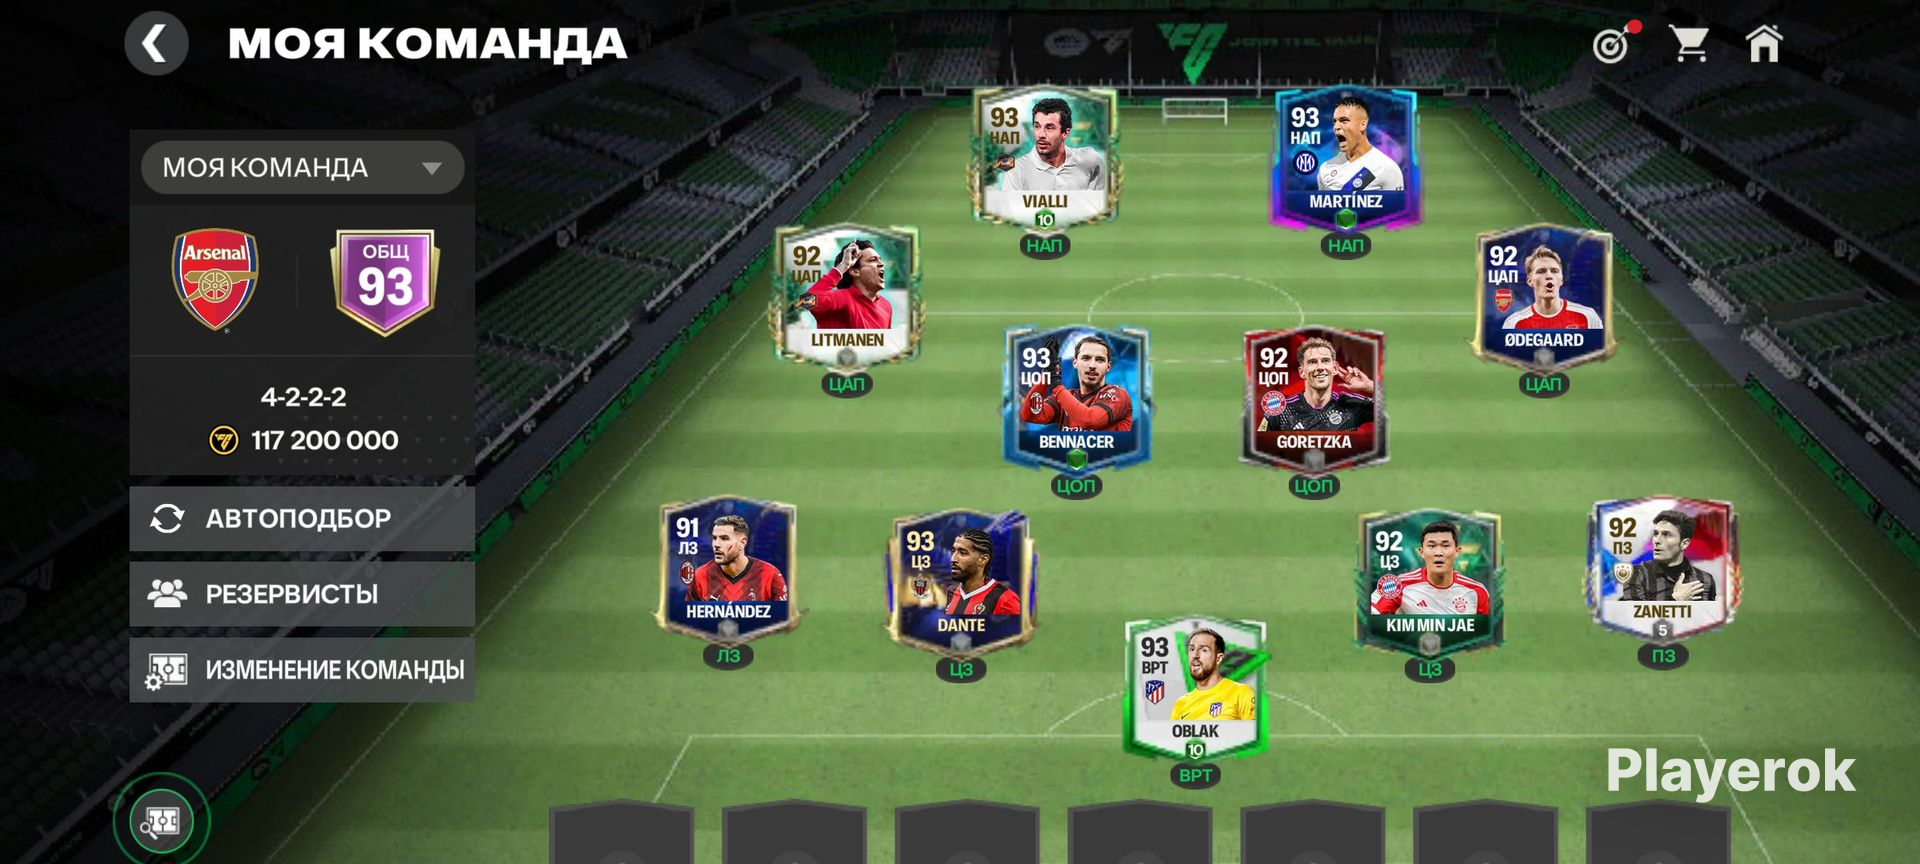 МОЯ КОМАНДА
МОЯ КОМАНДА
Arsenal
ОБЩ
93
4-2-2-2
117 200 000
АВТОПОДБОР
РЕЗЕРВИСТЫ
ИЗМЕНЕНИЕ КОМАНДЫ
93
НАП
VIALLI
10
НАП
93
НАП
MARTÍNEZ
НАП
92
ЦАП
LITMANEN
ЦАП
92
ЦАП
Arsenal
ØDEGAARD
ЦАП
93
ЦОП
BENNACER
ЦОП
92
ЦОП
GORETZKA
ЦОП
91
ЛЗ
HERNÁNDEZ
ЛЗ
93
ЦЗ
DANTE
ЦЗ
92
ЦЗ
KIM MIN JAE
ЦЗ
92
ПЗ
ZANETTI
5
ПЗ
93
ВРТ
OBLAK
10
ВРТ
Playerok